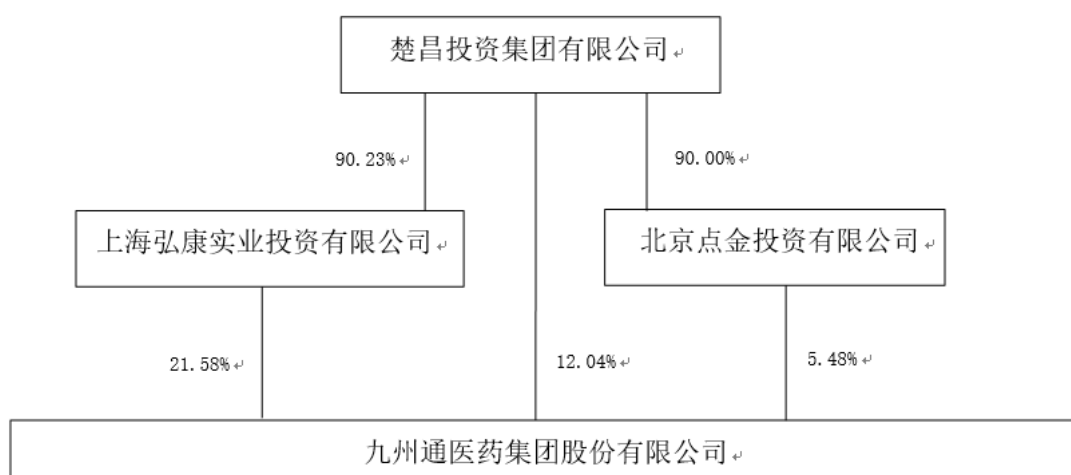 楚昌投资集团有限公司
90.23%
90.00%
上海弘康实业投资有限公司
北京点金投资有限公司
21.58%
12.04%
5.48%
九州通医药集团股份有限公司